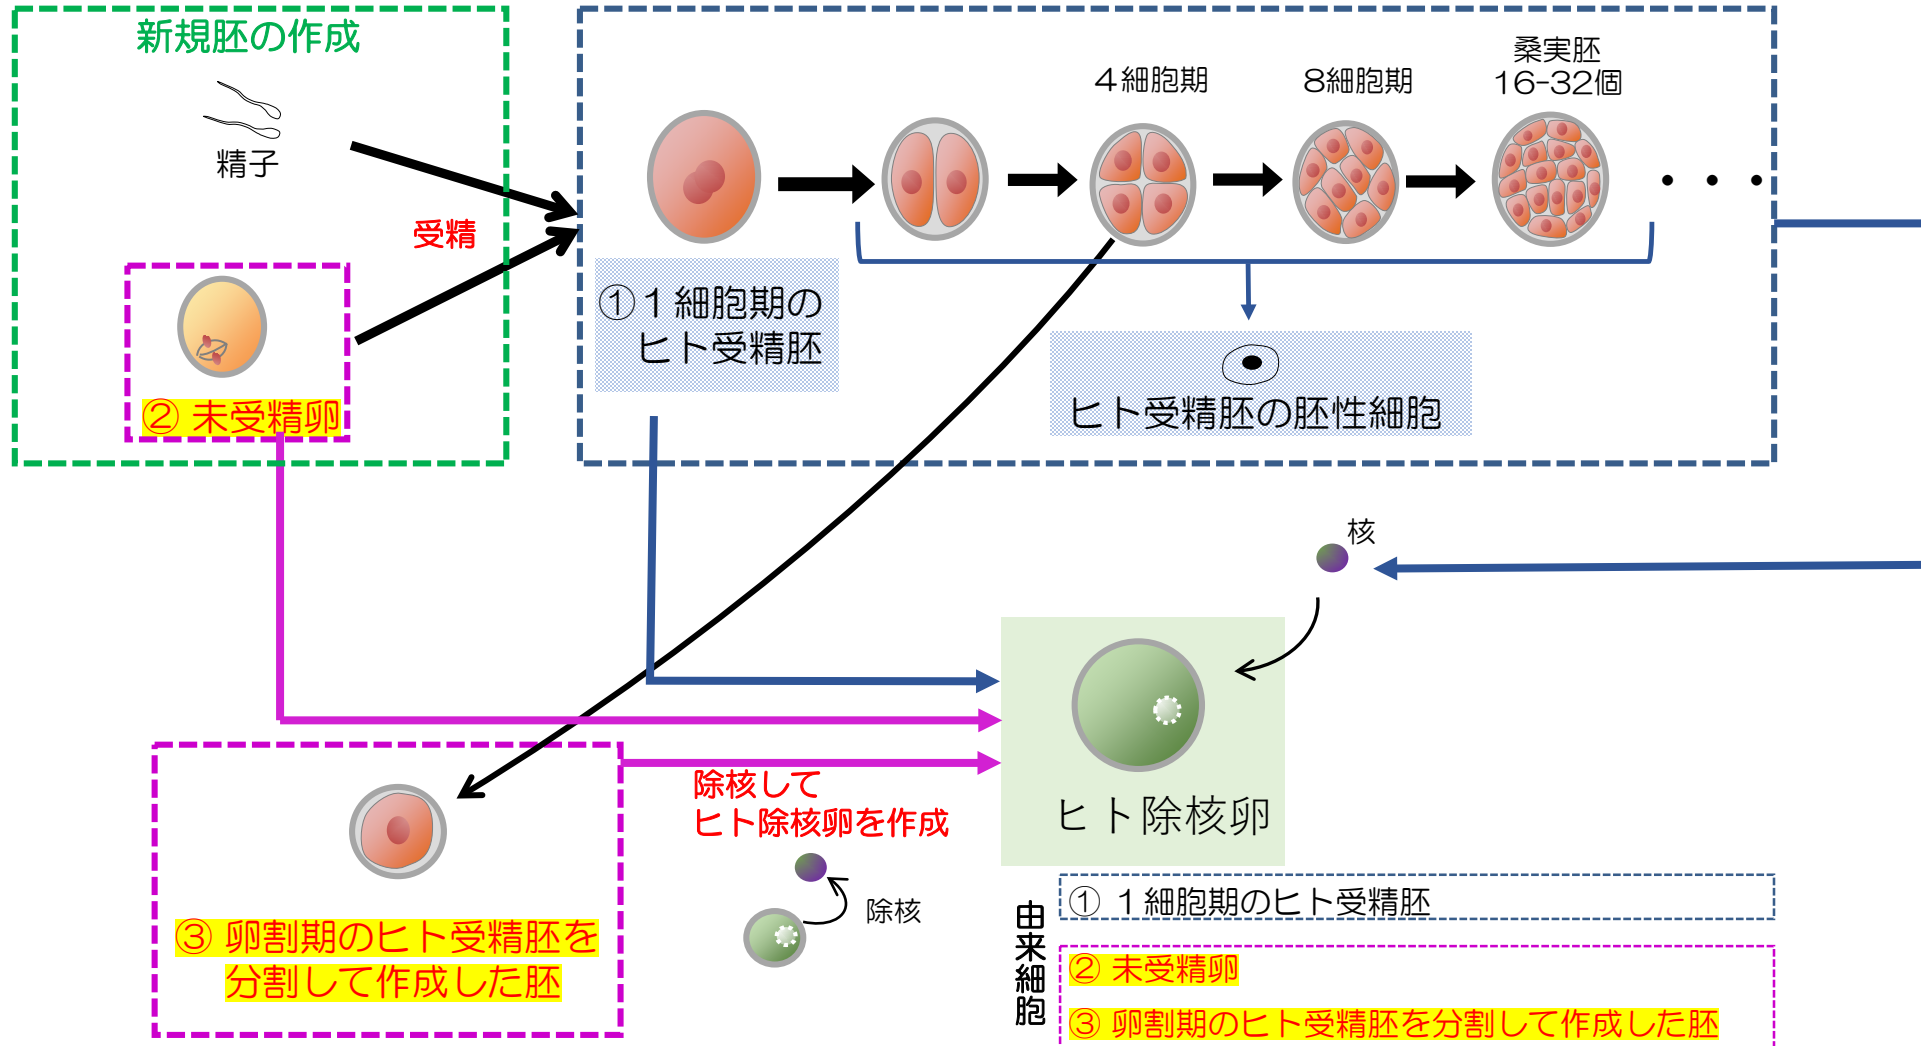 新規胚の作成
精子
受精
② 未受精卵
4細胞期
8細胞期
桑実胚
16-32個
・・・
①1細胞期の
ヒト受精胚
ヒト受精胚の胚性細胞
核
ヒト除核卵
除核して
ヒト除核卵を作成
除核
③ 卵割期のヒト受精胚を
分割して作成した胚
由来細胞
① 1細胞期のヒト受精胚
② 未受精卵
③ 卵割期のヒト受精胚を分割して作成した胚